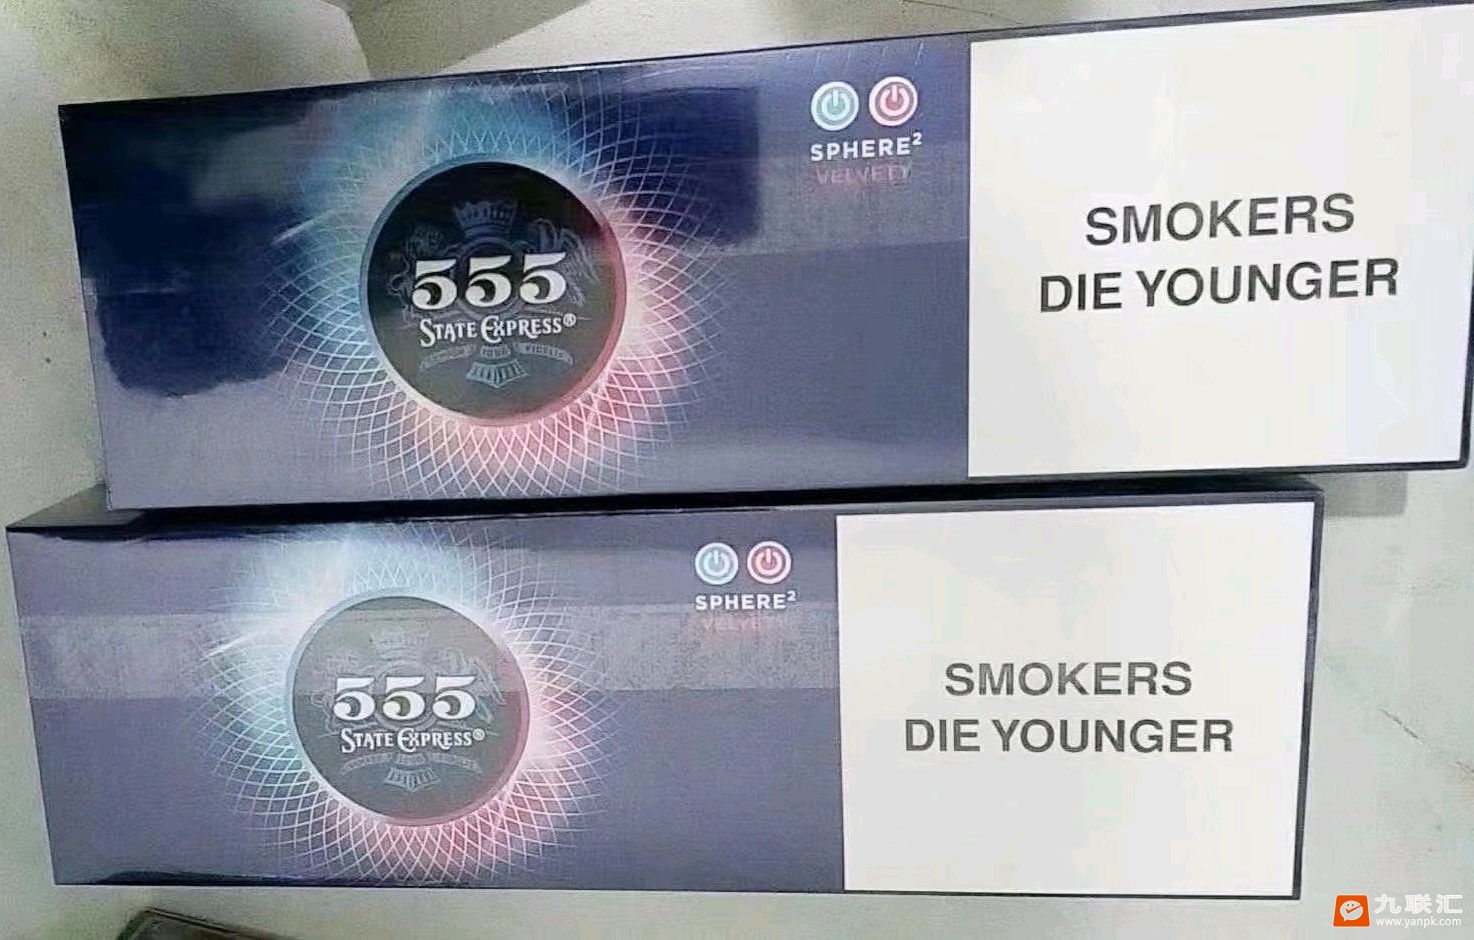 SPHERE²
VELVETY
555
STATE EXPRESS®
SMOKERS
DIE YOUNGER
SPHERE²
VELVETY
555
STATE EXPRESS®
SMOKERS
DIE YOUNGER
九联汇
www.yanpk.com